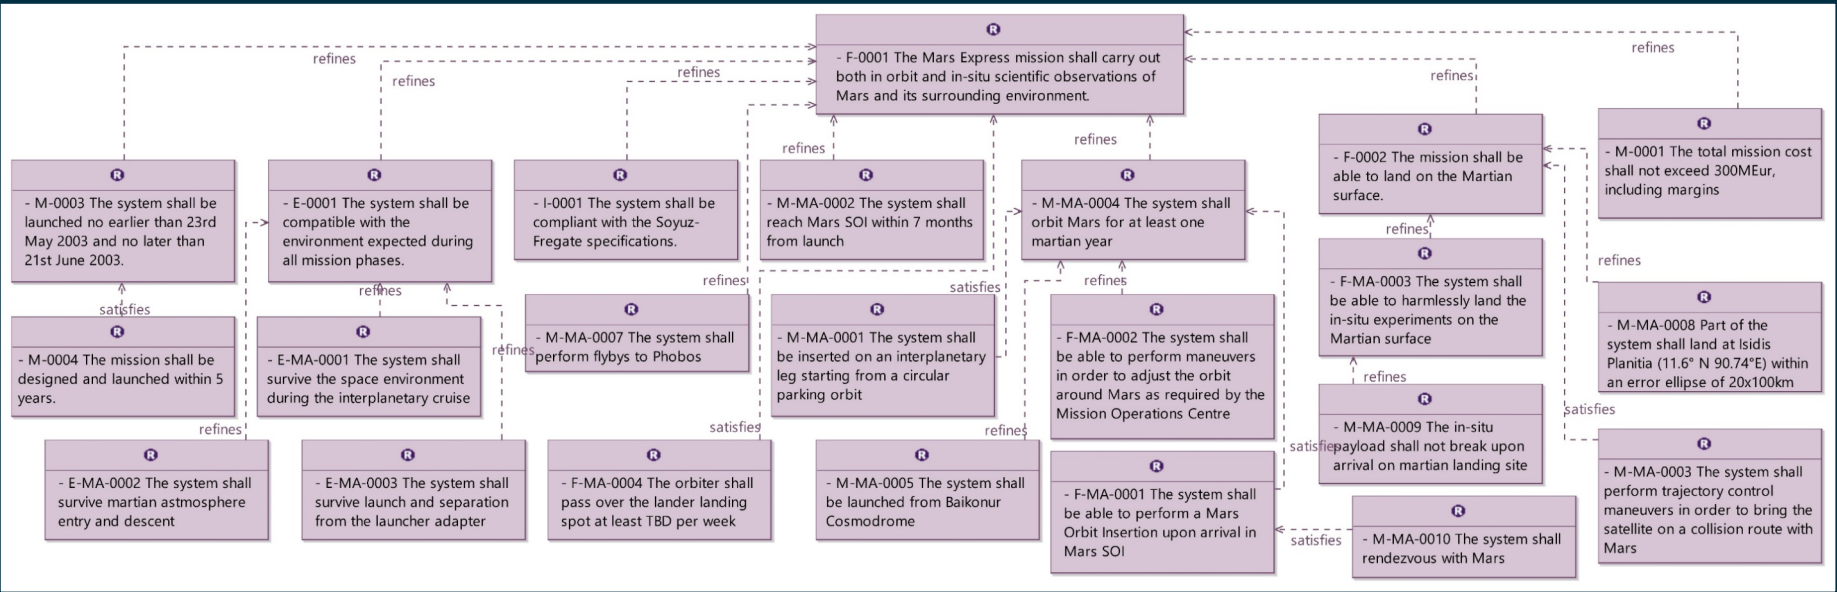 R
- F-0001 The Mars Express mission shall carry out
both in orbit and in-situ scientific observations of
Mars and its surrounding environment.
refines
refines
refines
refines
refines
refines
refines
R
- M-0003 The system shall be
launched no earlier than 23rd
May 2003 and no later than
21st June 2003.
R
- E-0001 The system shall be
compatible with the
environment expected during
all mission phases.
R
- I-0001 The system shall be
compliant with the Soyuz-
Fregate specifications.
R
- M-MA-0002 The system shall
reach Mars SOI within 7 months
from launch
R
- M-MA-0004 The system shall
orbit Mars for at least one
martian year
R
- F-0002 The mission shall be
able to land on the Martian
surface.
R
- M-0001 The total mission cost
shall not exceed 300MEur,
including margins
satisfies
refines
refines
refines
satisfies
refines
refines
refines
R
- M-0004 The mission shall be
designed and launched within 5
years.
R
- E-MA-0001 The system shall
survive the space environment
during the interplanetary cruise
R
- M-MA-0007 The system shall
perform flybys to Phobos
R
- M-MA-0001 The system shall
be inserted on an interplanetary
leg starting from a circular
parking orbit
R
- F-MA-0002 The system shall
be able to perform maneuvers
in order to adjust the orbit
around Mars as required by the
Mission Operations Centre
R
- F-MA-0003 The system shall
be able to harmlessly land the
in-situ experiments on the
Martian surface
R
- M-MA-0008 Part of the
system shall land at Isidis
Planitia (11.6° N 90.74°E) within
an error ellipse of 20x100km
refines
satisfies
refines
satisfies
refines
satisfies
R
- E-MA-0002 The system shall
survive martian astmosphere
entry and descent
R
- E-MA-0003 The system shall
survive launch and separation
from the launcher adapter
R
- F-MA-0004 The orbiter shall
pass over the lander landing
spot at least TBD per week
R
- M-MA-0005 The system shall
be launched from Baikonur
Cosmodrome
R
- F-MA-0001 The system shall
be able to perform a Mars
Orbit Insertion upon arrival in
Mars SOI
R
- M-MA-0009 The in-situ
payload shall not break upon
arrival on martian landing site
R
- M-MA-0003 The system shall
perform trajectory control
maneuvers in order to bring the
satellite on a collision route with
Mars
satisfies
R
- M-MA-0010 The system shall
rendezvous with Mars